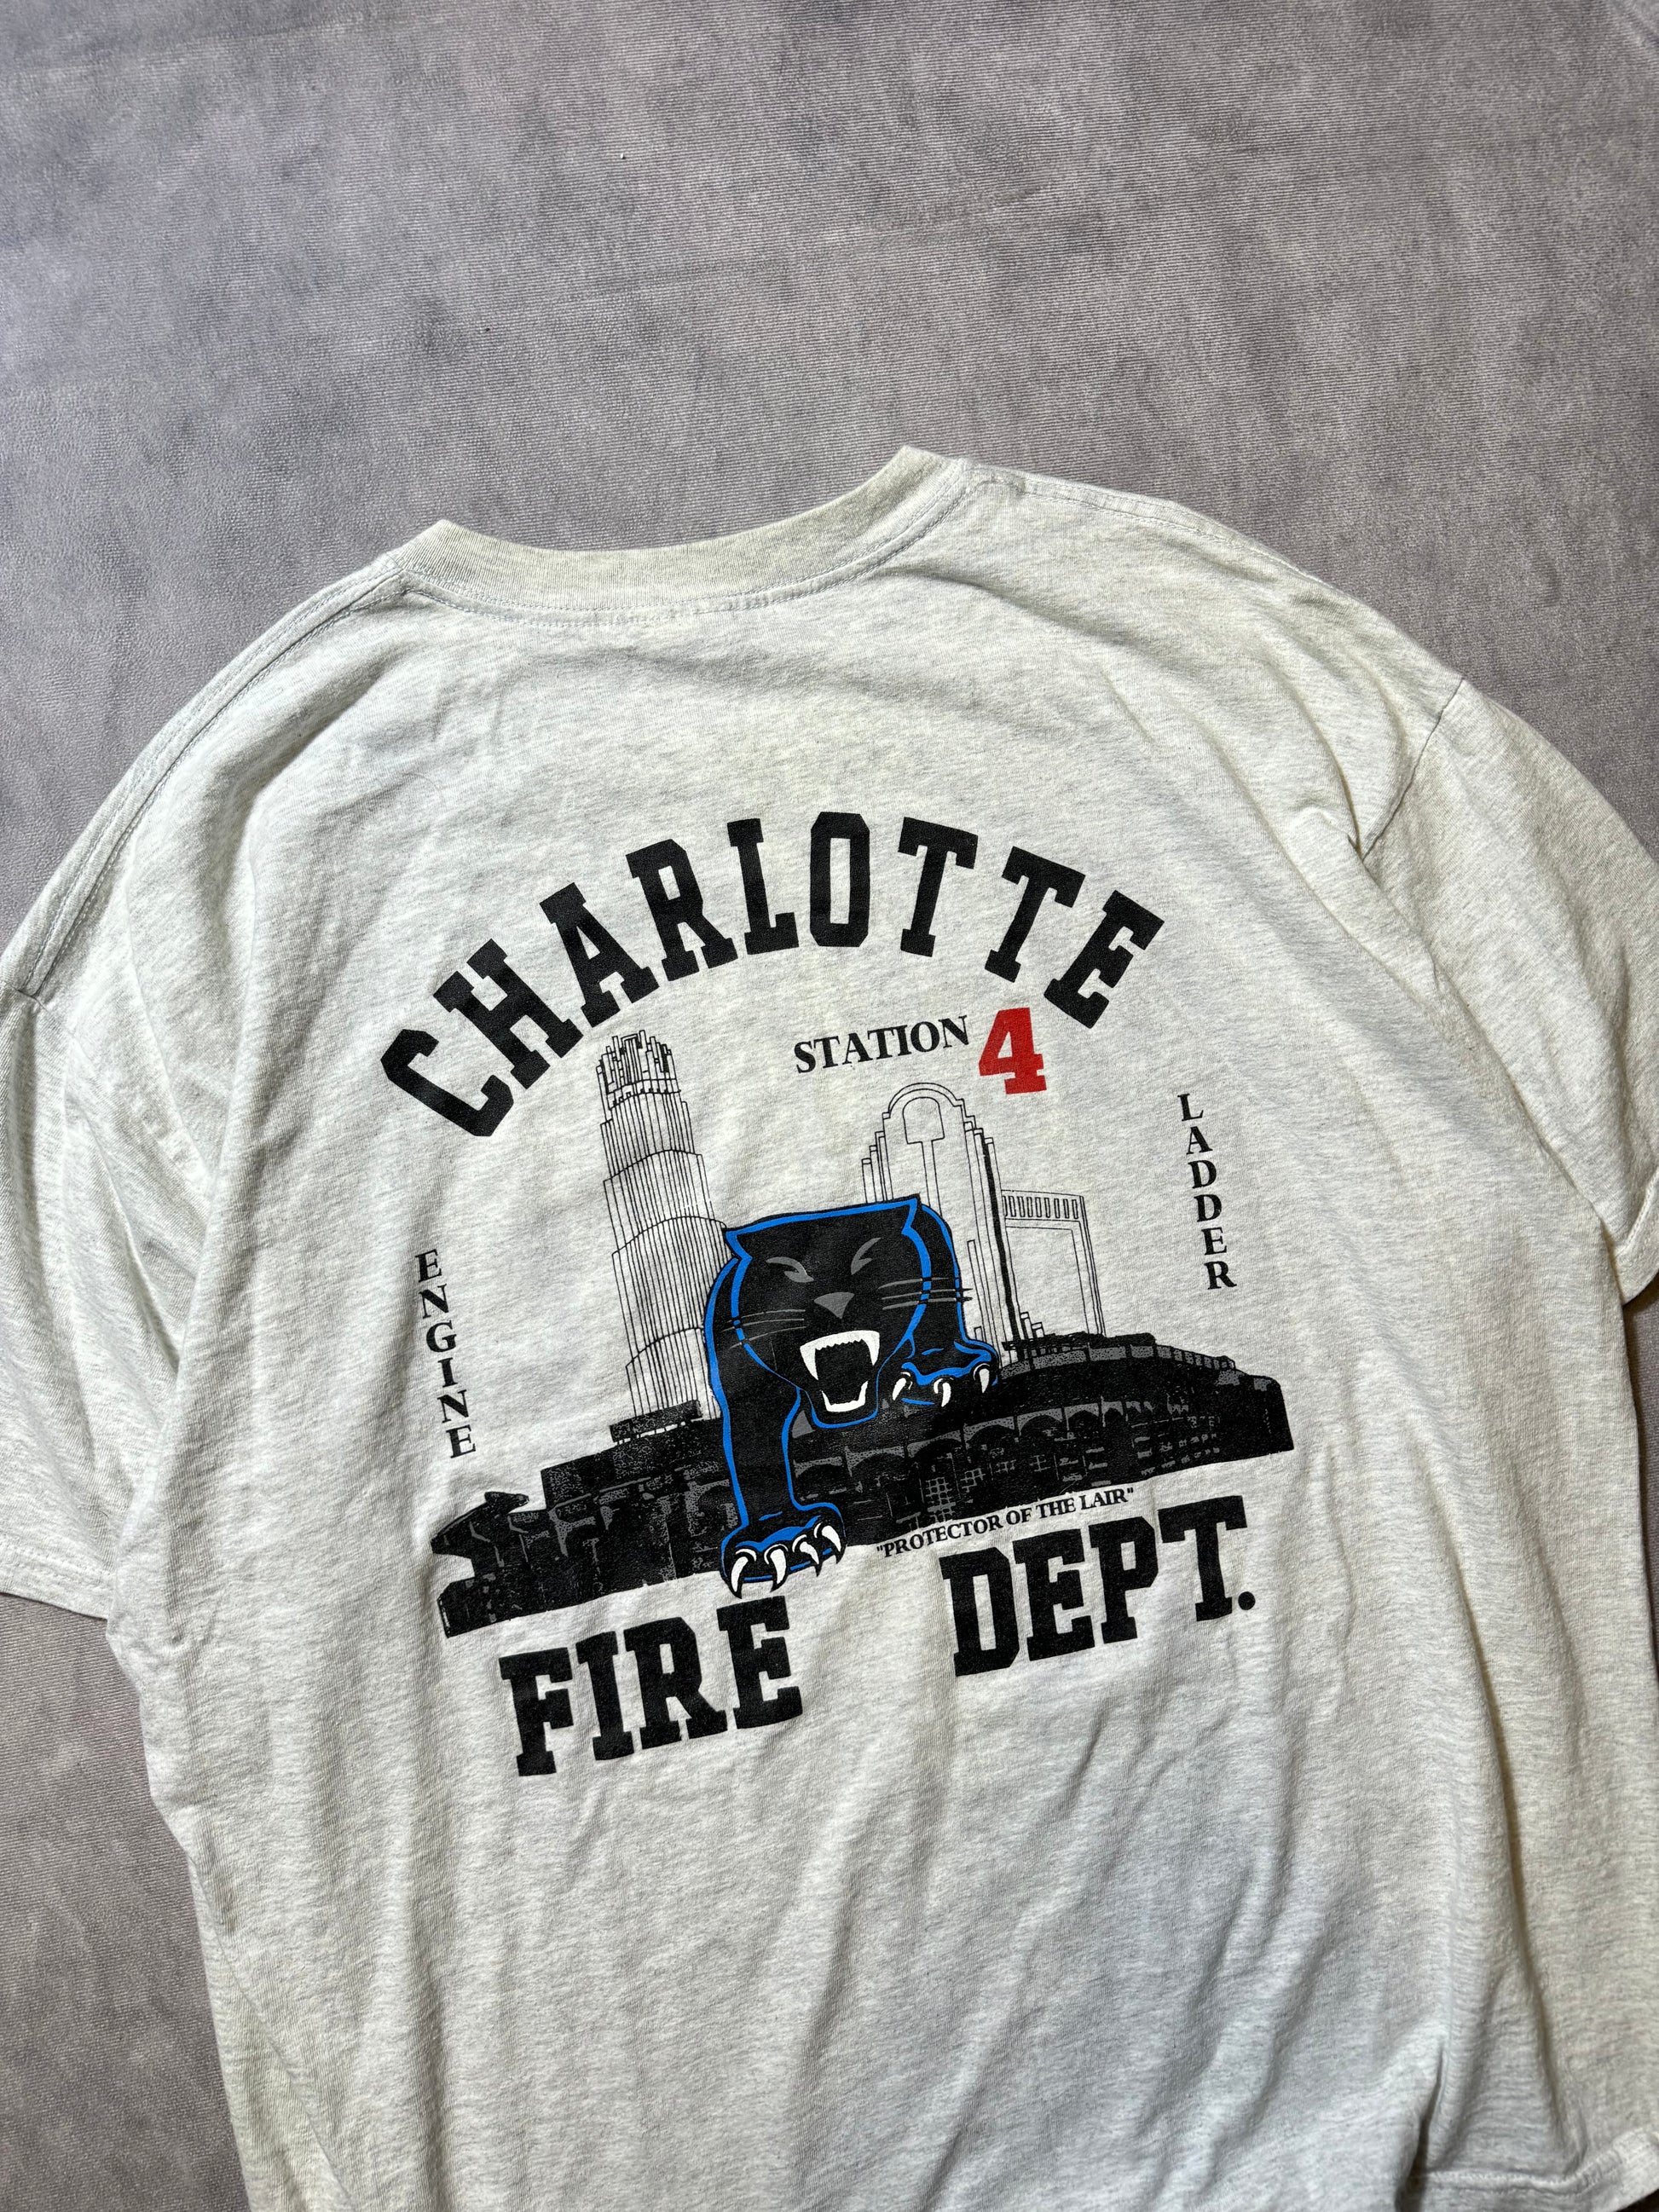 CHARLOTTE
STATION 4
ENGINE
LADDER
"PROTECTOR OF THE LAIR"
FIRE DEPT.